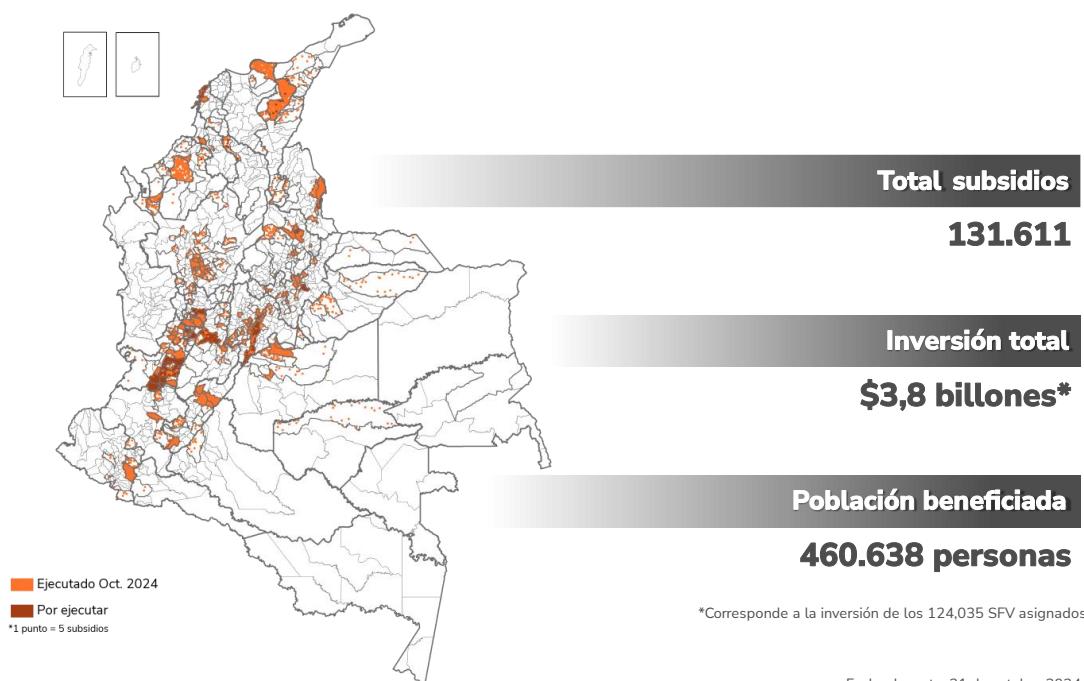 Total subsidios
131.611
Inversión total
$3,8 billones*
Población beneficiada
460.638 personas
Ejecutado Oct. 2024
Por ejecutar
*1 punto = 5 subsidios
*Corresponde a la inversión de los 124,035 SFV asignados